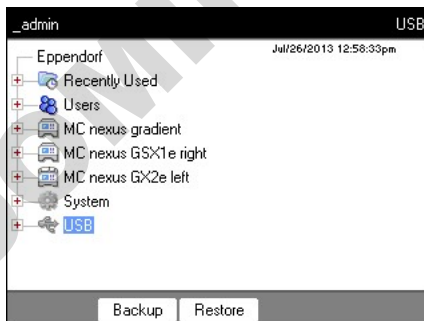 _admin USB
Jul/26/2013 12:58:33pm
Eppendorf
Recently Used
Users
MC nexus gradient
MC nexus GSX1e right
MC nexus GX2e left
System
USB
Backup Restore